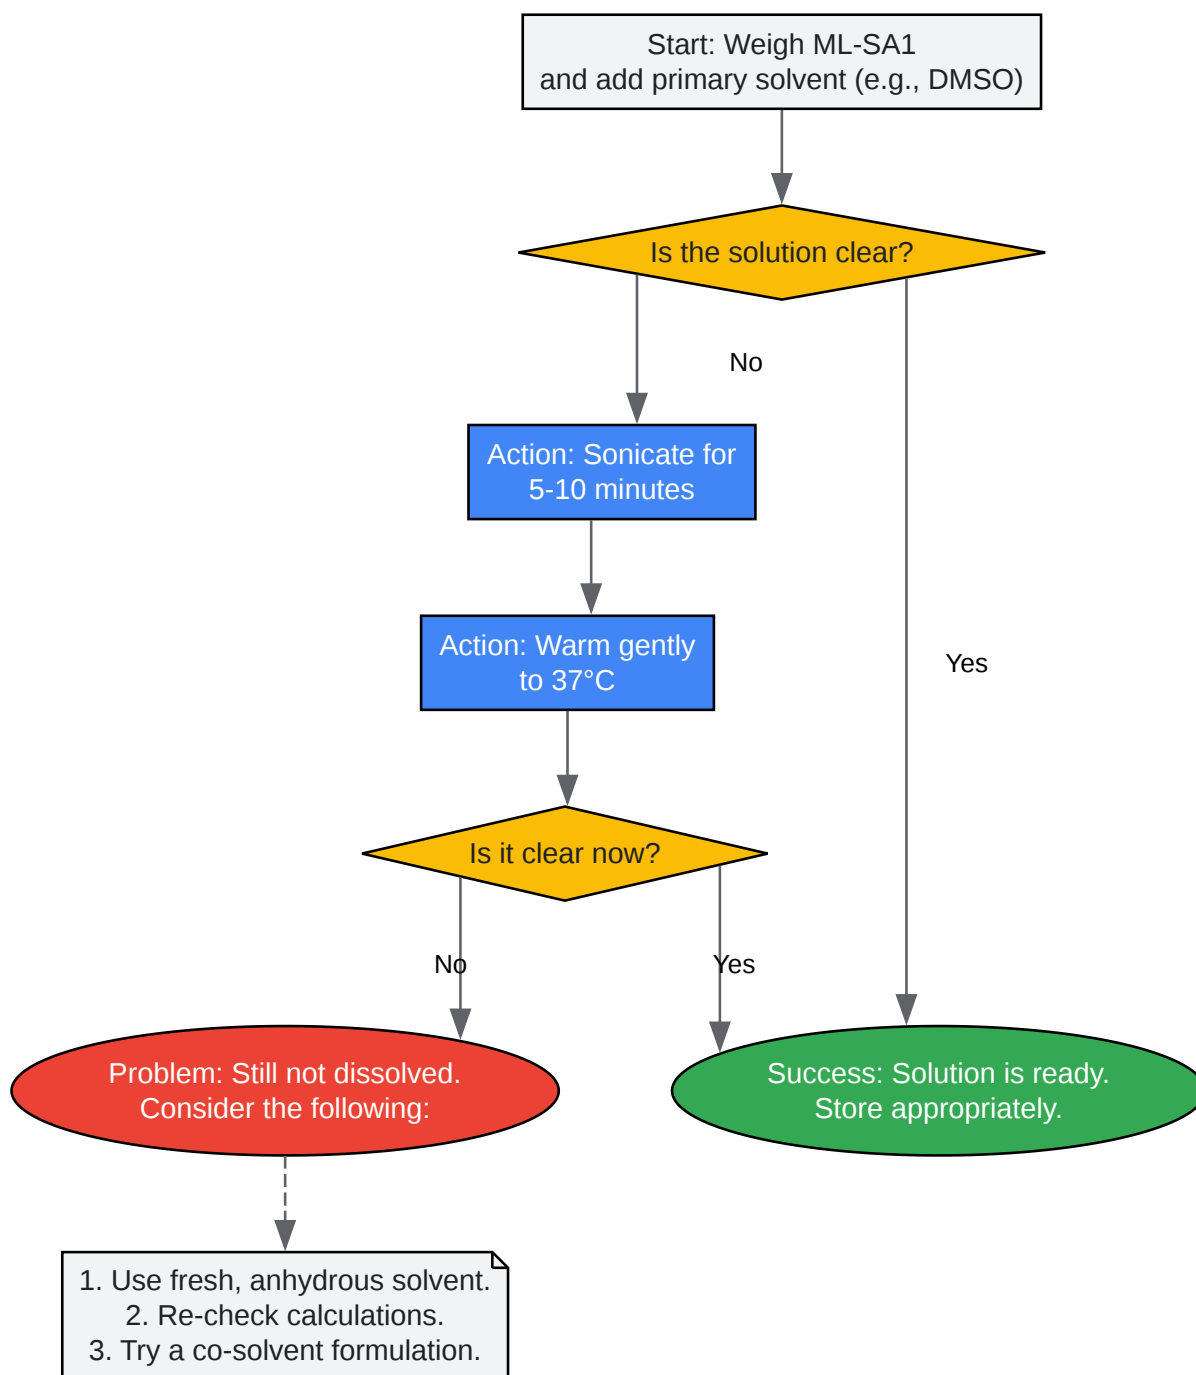 Start: Weigh ML-SA1
and add primary solvent (e.g., DMSO)
Is the solution clear?
No
Action: Sonicate for
5-10 minutes
Action: Warm gently
to 37°C
Yes
Is it clear now?
No
Yes
Problem: Still not dissolved.
Consider the following:
Success: Solution is ready.
Store appropriately.
1. Use fresh, anhydrous solvent.
2. Re-check calculations.
3. Try a co-solvent formulation.